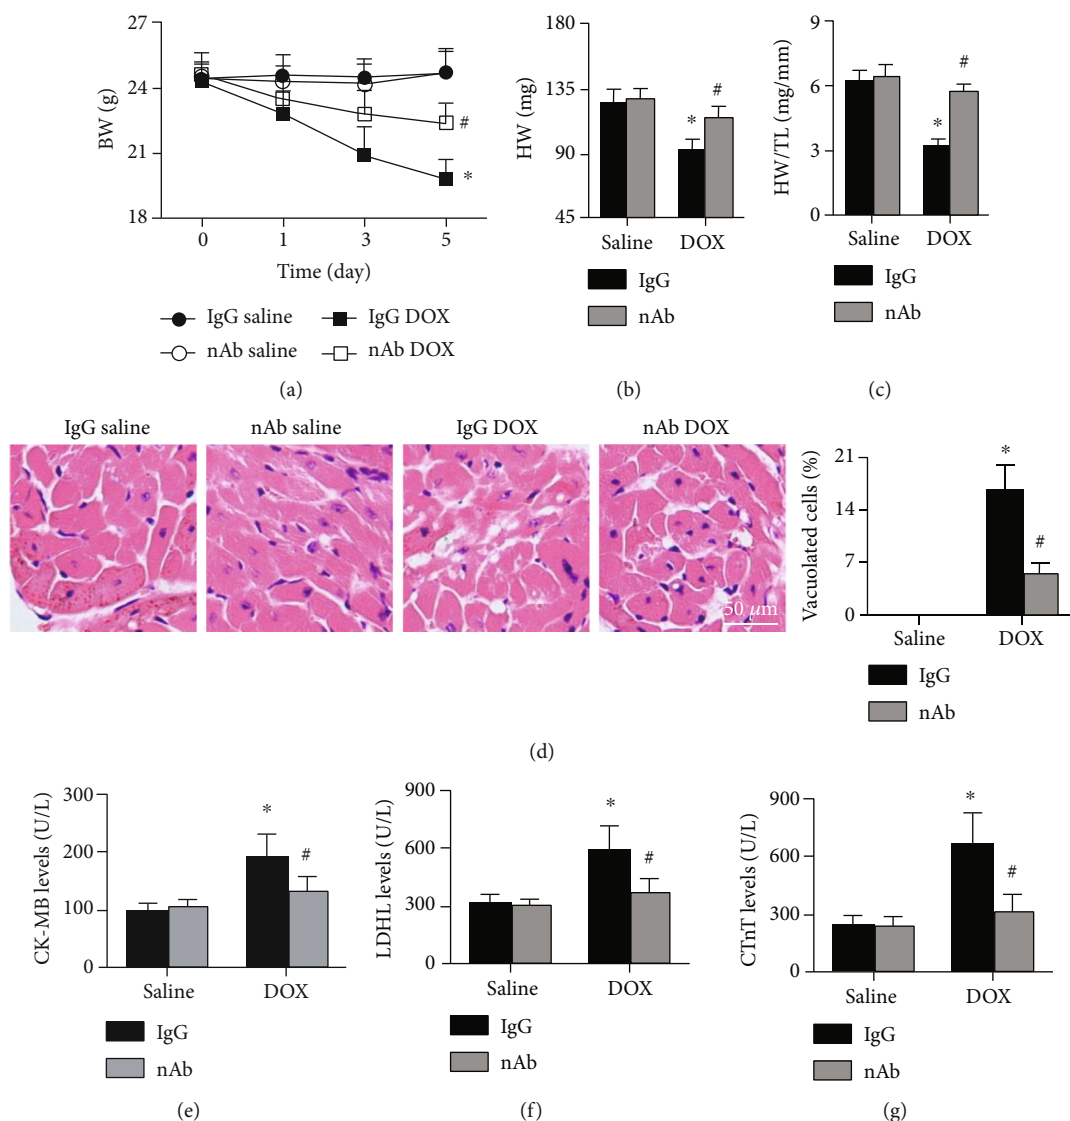 27
24
21
18
BW (g)
0
1
3
5
Time (day)
#
*
IgG saline
IgG DOX
nAb saline
nAb DOX
(a)
180
135
90
45
HW (mg)
*
#
Saline
DOX
IgG
nAb
(b)
9
6
3
0
HW/TL (mg/mm)
*
#
Saline
DOX
IgG
nAb
(c)
IgG saline
nAb saline
IgG DOX
nAb DOX
50 μm
21
14
7
0
Vacuolated cells (%)
*
#
Saline
DOX
IgG
nAb
(d)
300
200
100
0
CK-MB levels (U/L)
*
#
Saline
DOX
IgG
nAb
(e)
900
600
300
0
LDHL levels (U/L)
*
#
Saline
DOX
IgG
nAb
(f)
900
600
300
0
CTnT levels (U/L)
*
#
Saline
DOX
IgG
nAb
(g)